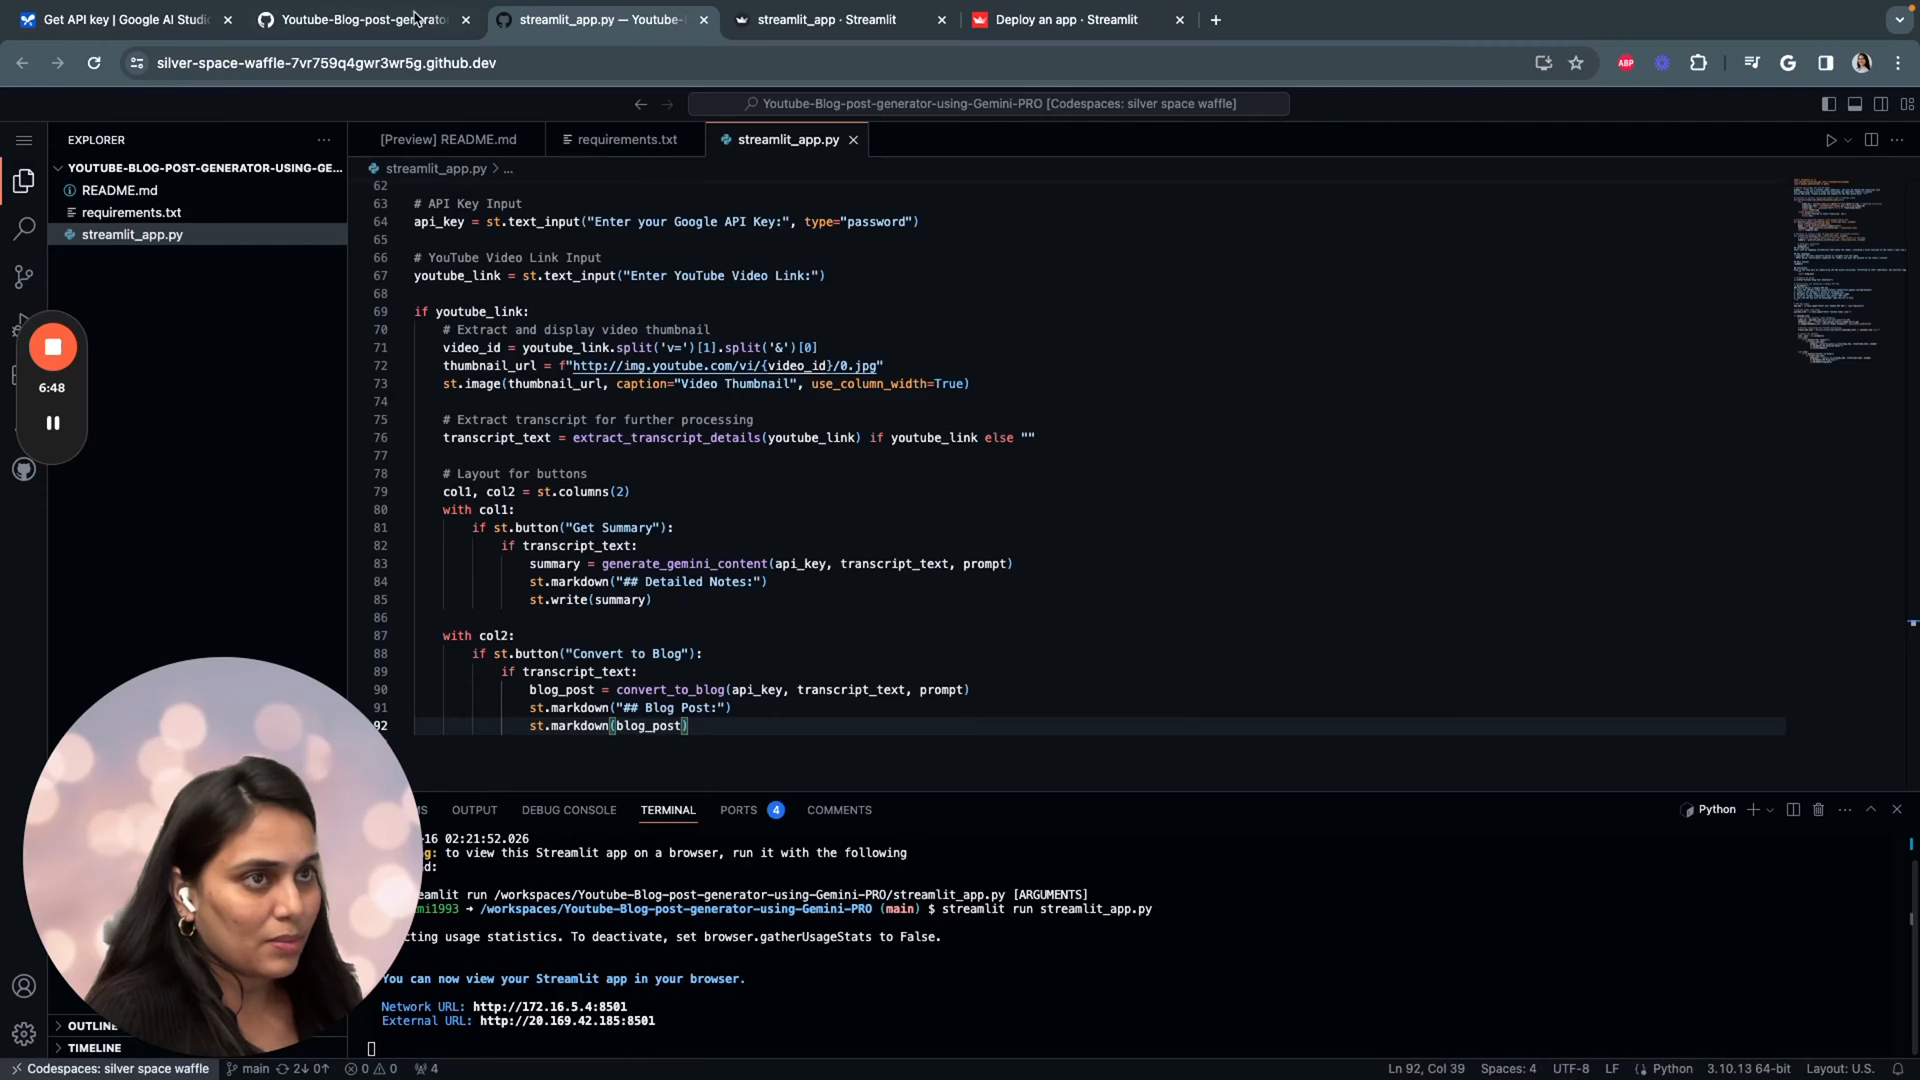 Get API key | Google AI Studi
Youtube-Blog-post-generato
streamlit_app.py — Youtube-
streamlit_app · Streamlit
Deploy an app · Streamlit
silver-space-waffle-7vr759q4gwr3wr5g.github.dev
ABP
Youtube-Blog-post-generator-using-Gemini-PRO [Codespaces: silver space waffle]
EXPLORER
[Preview] README.md
requirements.txt
streamlit_app.py
YOUTUBE-BLOG-POST-GENERATOR-USING-GE...
README.md
requirements.txt
streamlit_app.py
streamlit_app.py > ...
62
63 # API Key Input
64 api_key = st.text_input("Enter your Google API Key:", type="password")
65
66 # YouTube Video Link Input
67 youtube_link = st.text_input("Enter YouTube Video Link:")
68
69 if youtube_link:
70 # Extract and display video thumbnail
71 video_id = youtube_link.split('v=')[1].split('&')[0]
72 thumbnail_url = f"http://img.youtube.com/vi/{video_id}/0.jpg"
73 st.image(thumbnail_url, caption="Video Thumbnail", use_column_width=True)
74
75 # Extract transcript for further processing
76 transcript_text = extract_transcript_details(youtube_link) if youtube_link else ""
77
78 # Layout for buttons
79 col1, col2 = st.columns(2)
80 with col1:
81 if st.button("Get Summary"):
82 if transcript_text:
83 summary = generate_gemini_content(api_key, transcript_text, prompt)
84 st.markdown("## Detailed Notes:")
85 st.write(summary)
86
87 with col2:
88 if st.button("Convert to Blog"):
89 if transcript_text:
90 blog_post = convert_to_blog(api_key, transcript_text, prompt)
91 st.markdown("## Blog Post:")
92 st.markdown(blog_post)
6:48
MS OUTPUT DEBUG CONSOLE TERMINAL PORTS 4 COMMENTS
Python
-16 02:21:52.026
g: to view this Streamlit app on a browser, run it with the following
d:
eamlit run /workspaces/Youtube-Blog-post-generator-using-Gemini-PRO/streamlit_app.py [ARGUMENTS]
mi1993 ➜ /workspaces/Youtube-Blog-post-generator-using-Gemini-PRO (main) $ streamlit run streamlit_app.py
cting usage statistics. To deactivate, set browser.gatherUsageStats to False.
You can now view your Streamlit app in your browser.
Network URL: http://172.16.5.4:8501
External URL: http://20.169.42.185:8501
OUTLINE
TIMELINE
Codespaces: silver space waffle
main 2↓ 0↑ 0 0 4
Ln 92, Col 39 Spaces: 4 UTF-8 LF Python 3.10.13 64-bit Layout: U.S.